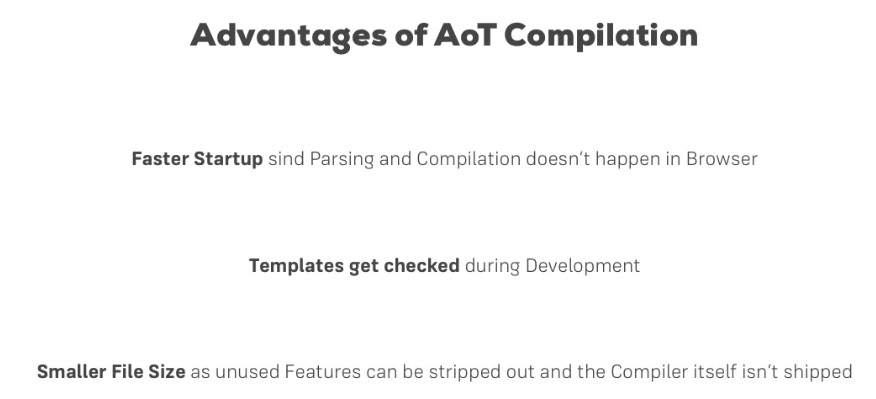 Advantages of AoT Compilation
Faster Startup sind Parsing and Compilation doesn't happen in Browser
Templates get checked during Development
Smaller File Size as unused Features can be stripped out and the Compiler itself isn't shipped